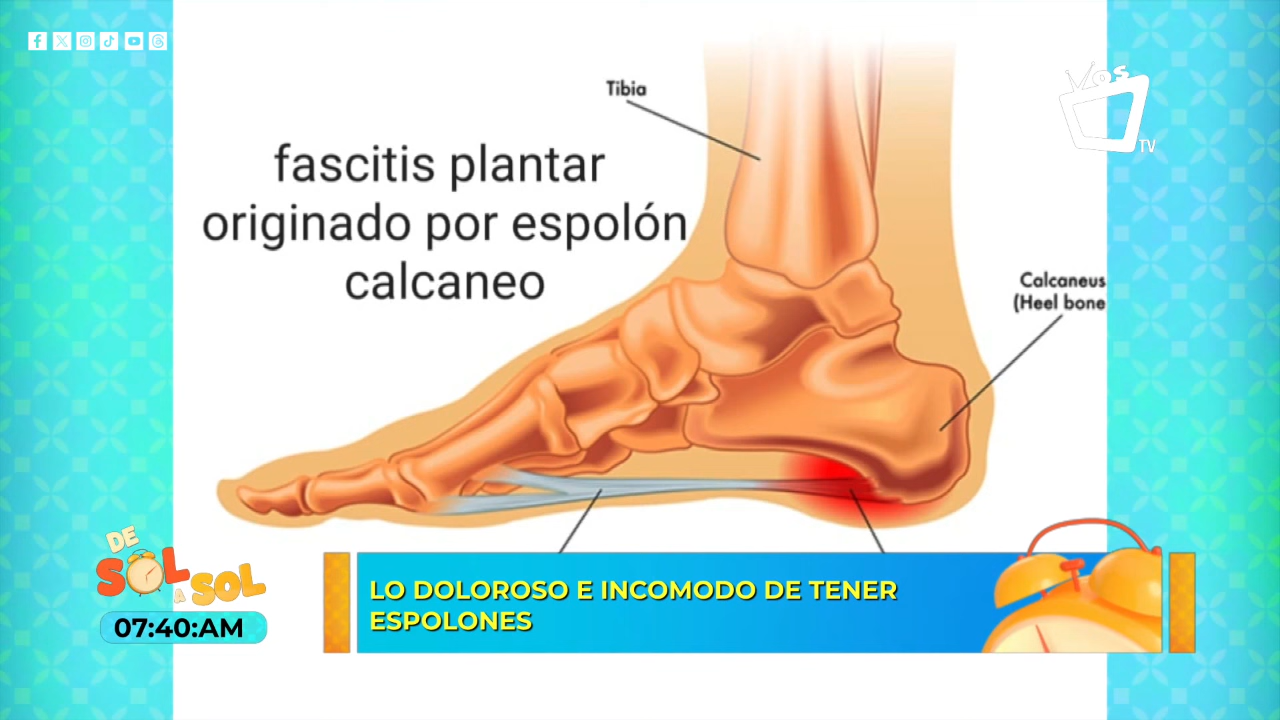 Tibia
fascitis plantar
originado por espolón
calcaneo
Calcaneus
(Heel bone
VOS
TV
DE
SOL
A
SOL
07:40:AM
LO DOLOROSO E INCOMODO DE TENER
ESPOLONES